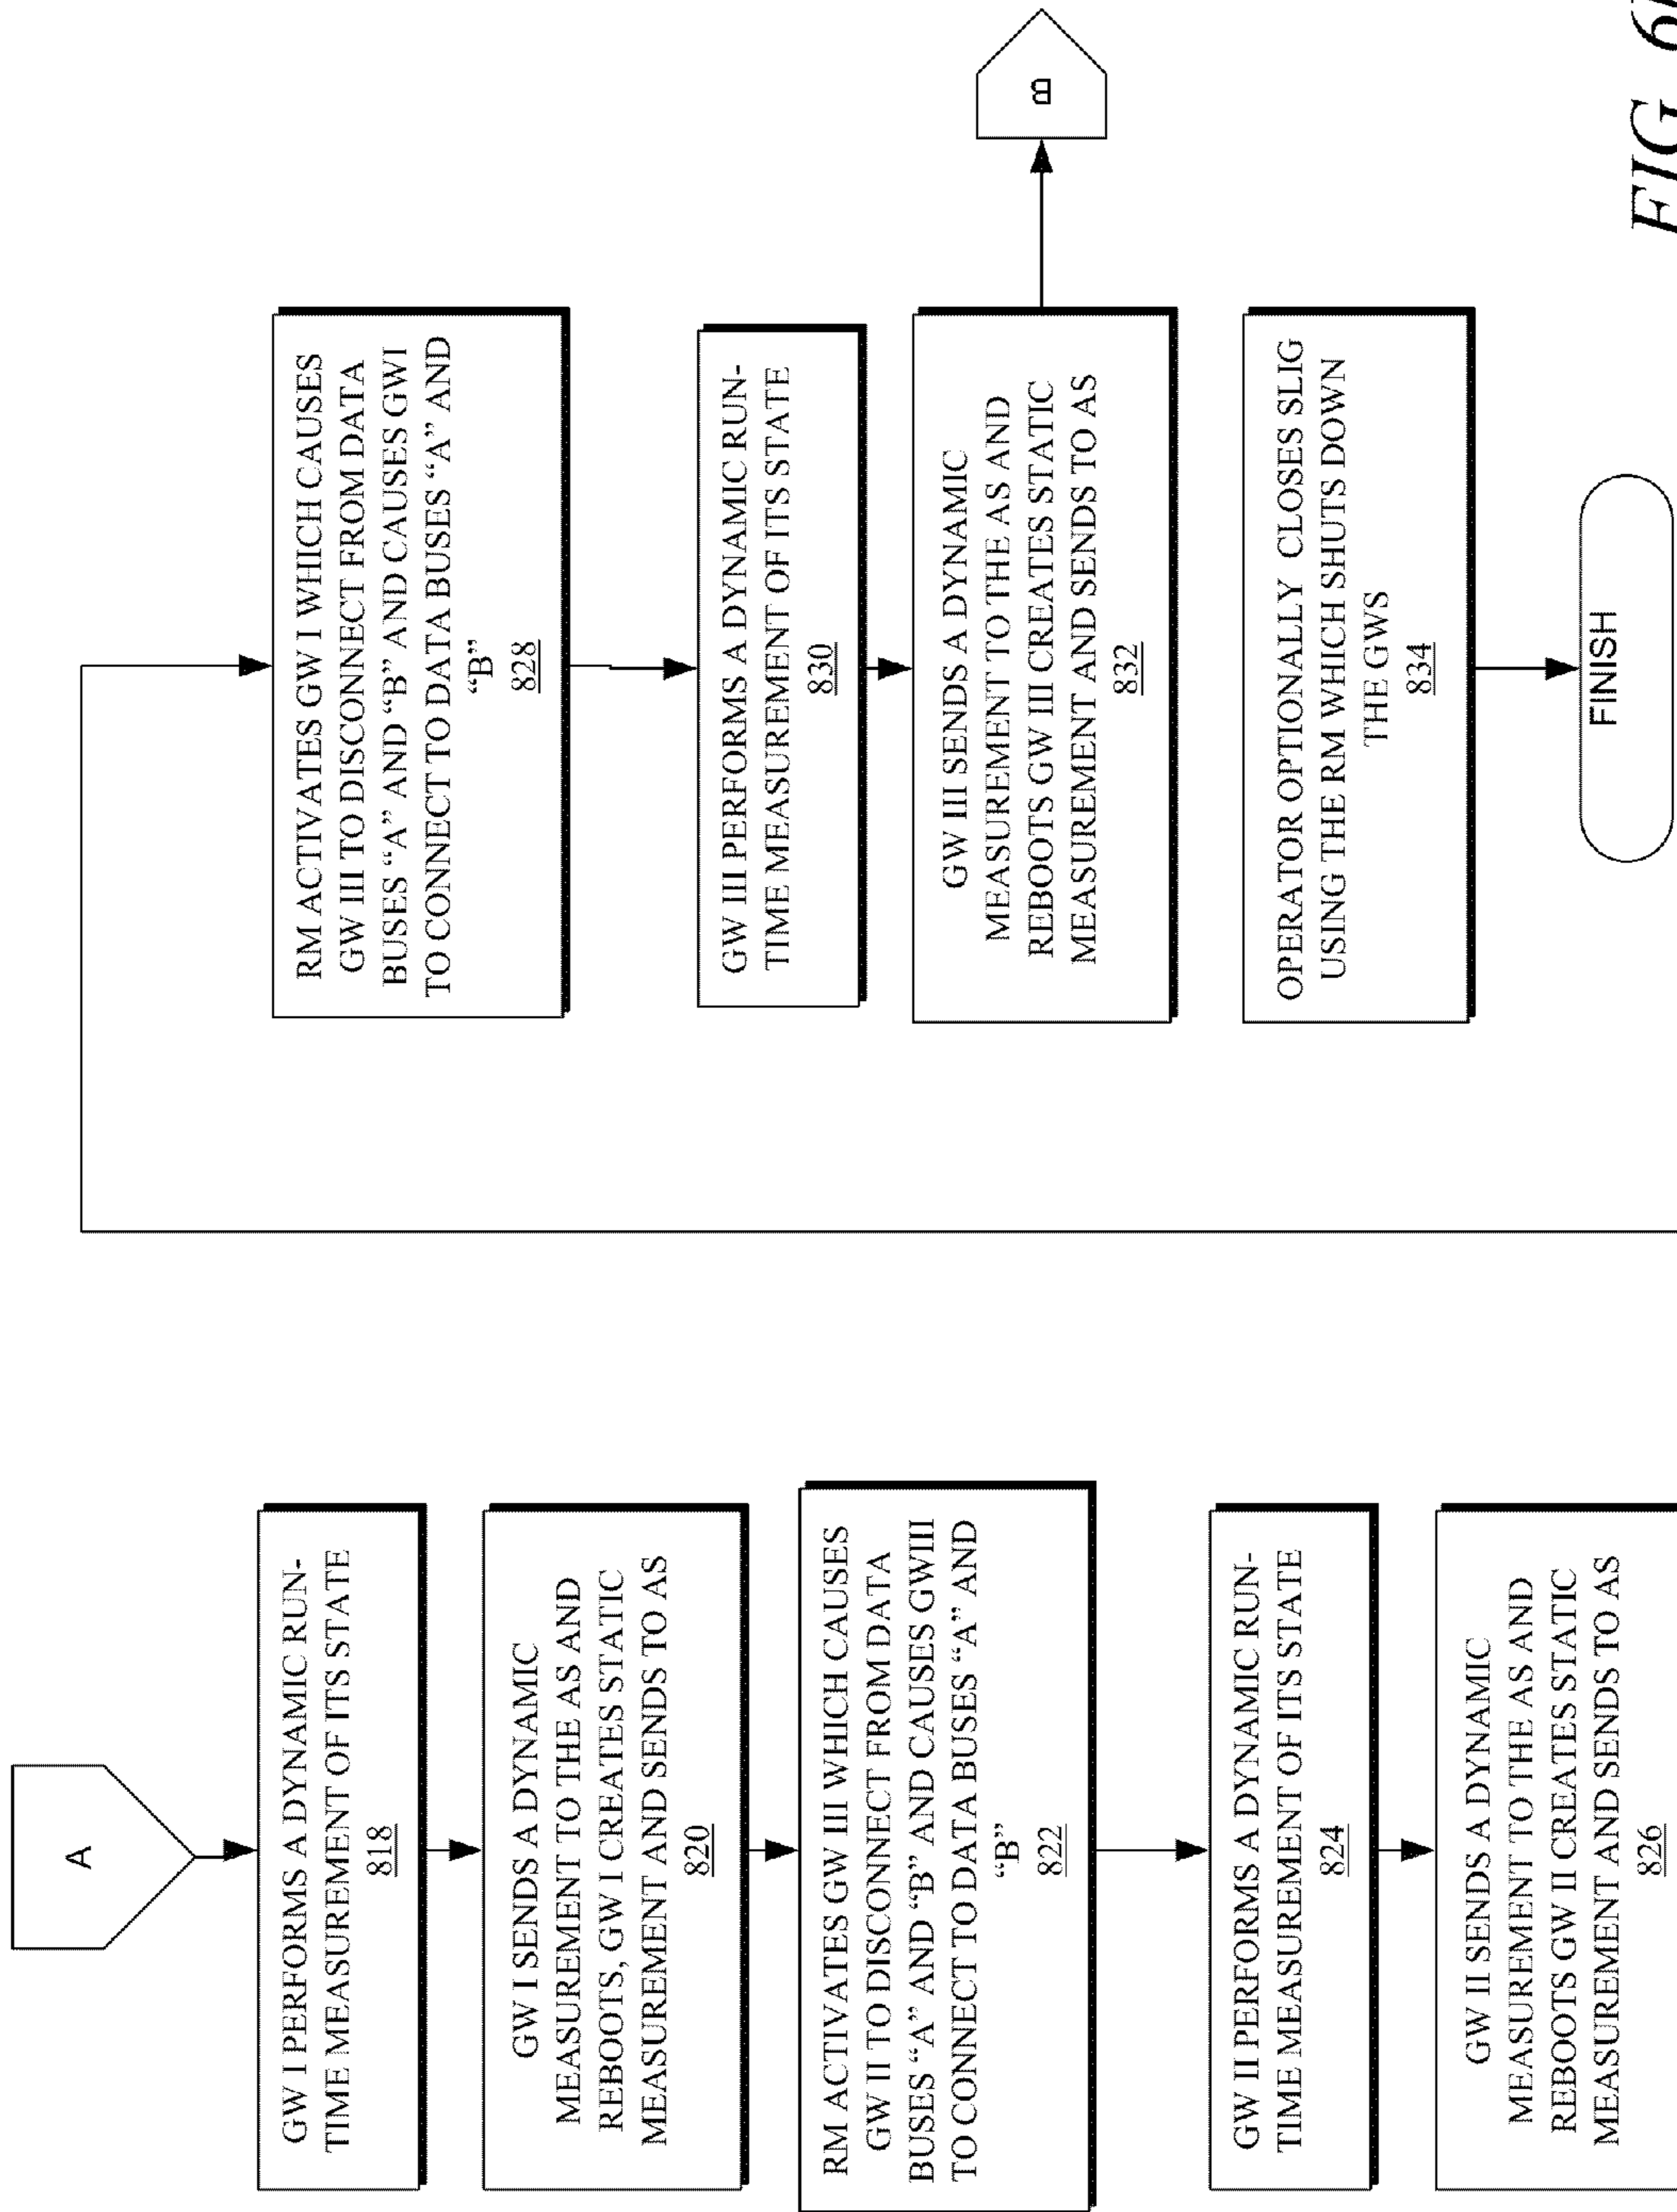 A
GW I PERFORMS A DYNAMIC RUN-
TIME MEASUREMENT OF ITS STATE
818
GW I SENDS A DYNAMIC
MEASUREMENT TO THE AS AND
REBOOTS, GW I CREATES STATIC
MEASUREMENT AND SENDS TO AS
820
RM ACTIVATES GW III WHICH CAUSES
GW II TO DISCONNECT FROM DATA
BUSES “A” AND “B” AND CAUSES GWIII
TO CONNECT TO DATA BUSES “A” AND
“B”
822
GW II PERFORMS A DYNAMIC RUN-
TIME MEASUREMENT OF ITS STATE
824
GW II SENDS A DYNAMIC
MEASUREMENT TO THE AS AND
REBOOTS GW II CREATES STATIC
MEASUREMENT AND SENDS TO AS
826
RM ACTIVATES GW I WHICH CAUSES
GW III TO DISCONNECT FROM DATA
BUSES “A” AND “B” AND CAUSES GWI
TO CONNECT TO DATA BUSES “A” AND
“B”
828
GW III PERFORMS A DYNAMIC RUN-
TIME MEASUREMENT OF ITS STATE
830
GW III SENDS A DYNAMIC
MEASUREMENT TO THE AS AND
REBOOTS GW III CREATES STATIC
MEASUREMENT AND SENDS TO AS
832
B
OPERATOR OPTIONALLY CLOSES SLIG
USING THE RM WHICH SHUTS DOWN
THE GWS
834
FINISH
FIG.